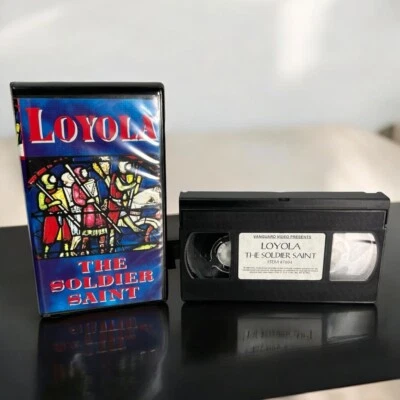 LOYOLA
THE
SOLDIER
SAINT
VANGUARD VIDEO PRESENTS
LOYOLA
THE SOLDIER SAINT